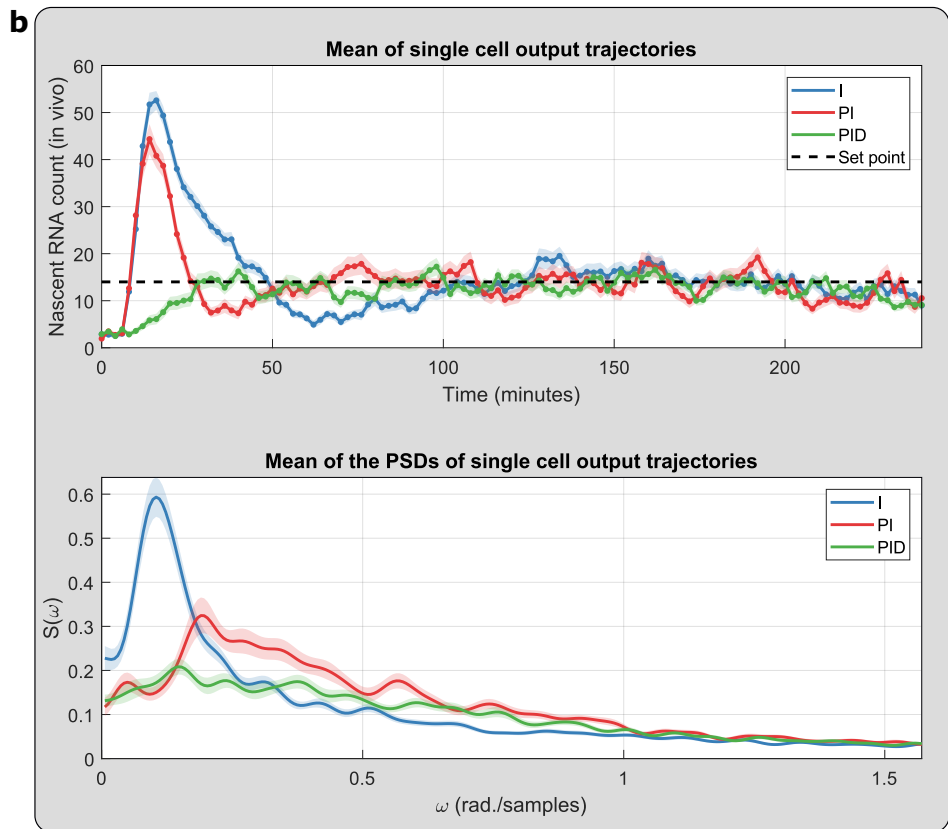 b
Mean of single cell output trajectories
Nascent RNA count (in vivo)
60
50
40
30
20
10
0
I
PI
PID
Set point
0
50
100
150
200
Time (minutes)
Mean of the PSDs of single cell output trajectories
S(ω)
0.6
0.5
0.4
0.3
0.2
0.1
0
I
PI
PID
0
0.5
1
1.5
ω (rad./samples)